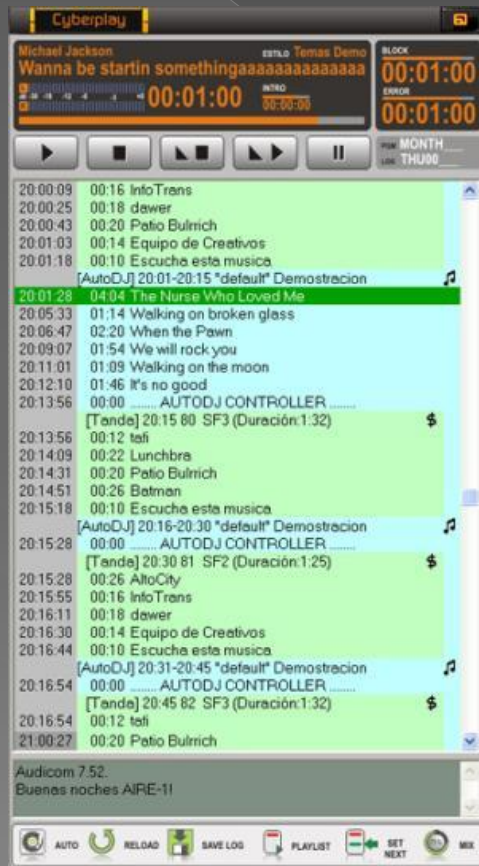 Cyberplay
Michael Jackson ESTILO Temas Demo
Wanna be startin somethingaaaaaaaaaaaaaaa
00:01:00 INTRO 00:00:00
BLOCK
00:01:00
ERROR
00:01:00
PGM MONTH___
LOG THU00___
20:00:09 00:16 InfoTrans
20:00:25 00:18 dawer
20:00:43 00:20 Patio Bulrrich
20:01:03 00:14 Equipo de Creativos
20:01:18 00:10 Escucha esta musica
[AutoDJ] 20:01-20:15 "default" Demostracion
20:01:28 04:04 The Nurse Who Loved Me
20:05:33 01:14 Walking on broken glass
20:06:47 02:20 When the Pawn
20:09:07 01:54 We will rock you
20:11:01 01:09 Walking on the moon
20:12:10 01:46 It's no good
20:13:56 00:00 ........ AUTODJ CONTROLLER ........
[Tanda] 20:15 80 SF3 (Duración:1:32) $
20:13:56 00:12 tafi
20:14:09 00:22 Lunchbra
20:14:31 00:20 Patio Bulrrich
20:14:51 00:26 Batman
20:15:18 00:10 Escucha esta musica
[AutoDJ] 20:16-20:30 "default" Demostracion
20:15:28 00:00 ........ AUTODJ CONTROLLER ........
[Tanda] 20:30 81 SF2 (Duración:1:25) $
20:15:28 00:26 AltoCity
20:15:55 00:16 InfoTrans
20:16:11 00:18 dawer
20:16:30 00:14 Equipo de Creativos
20:16:44 00:10 Escucha esta musica
[AutoDJ] 20:31-20:45 "default" Demostracion
20:16:54 00:00 ........ AUTODJ CONTROLLER ........
[Tanda] 20:45 82 SF3 (Duración:1:32) $
20:16:54 00:12 tafi
21:00:27 00:20 Patio Bulrrich
Audicom 7.52.
Buenas noches AIRE-1!
AUTO RELOAD SAVE LOG PLAYLIST SET NEXT MIX